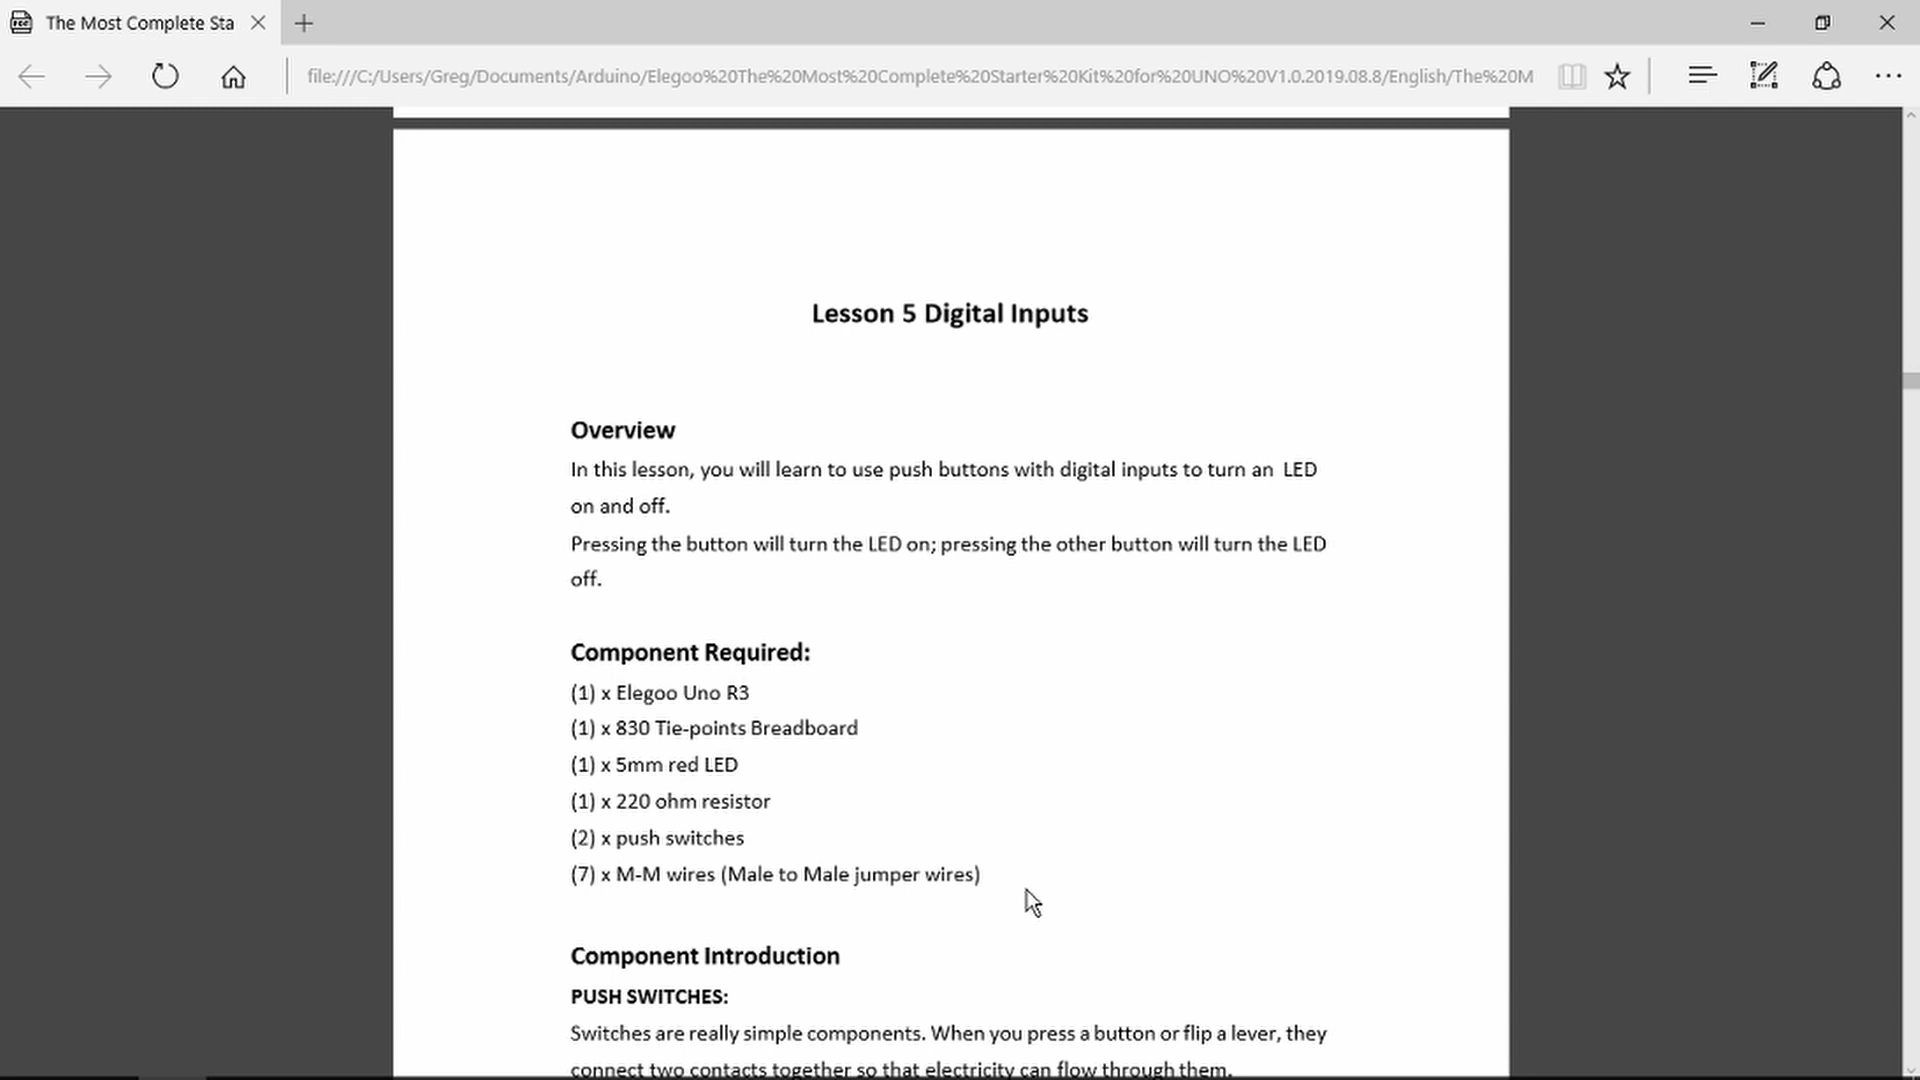 The Most Complete Sta
file:///C:/Users/Greg/Documents/Arduino/Elegoo%20The%20Most%20Complete%20Starter%20Kit%20for%20UNO%20V1.0.2019.08.8/English/The%20M
Lesson 5 Digital Inputs
Overview
In this lesson, you will learn to use push buttons with digital inputs to turn an LED
on and off.
Pressing the button will turn the LED on; pressing the other button will turn the LED
off.
Component Required:
(1) x Elegoo Uno R3
(1) x 830 Tie-points Breadboard
(1) x 5mm red LED
(1) x 220 ohm resistor
(2) x push switches
(7) x M-M wires (Male to Male jumper wires)
Component Introduction
PUSH SWITCHES:
Switches are really simple components. When you press a button or flip a lever, they
connect two contacts together so that electricity can flow through them.